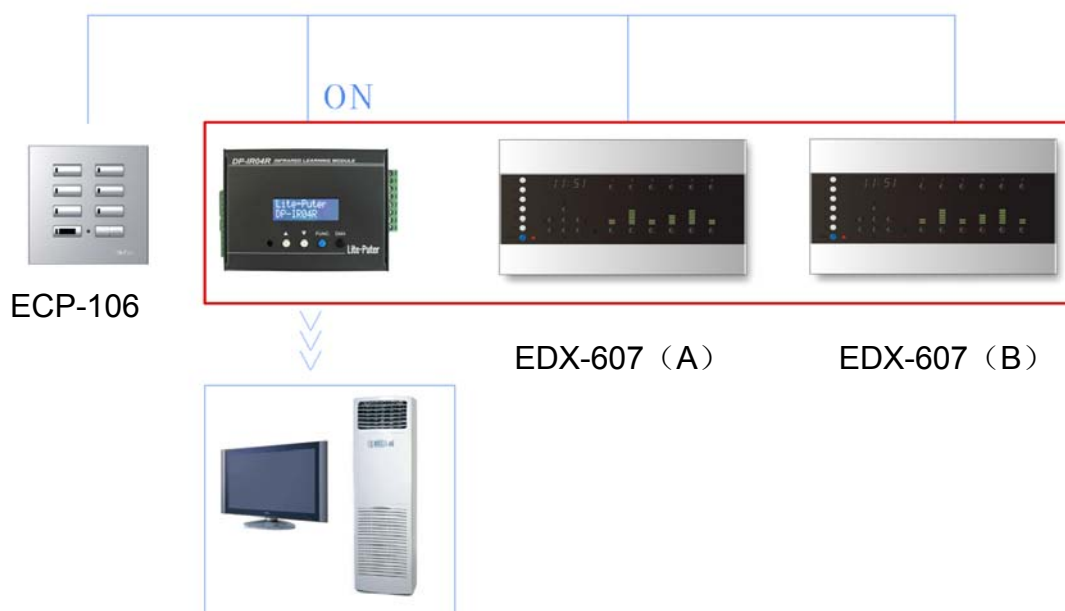 ON
DP-IR04R INFRARED LEARNING MODULE
Lite-Puter
DP-IR04R
FUNC.
Lite-Puter
11:51
11:51
ECP-106
EDX-607（A）
EDX-607（B）